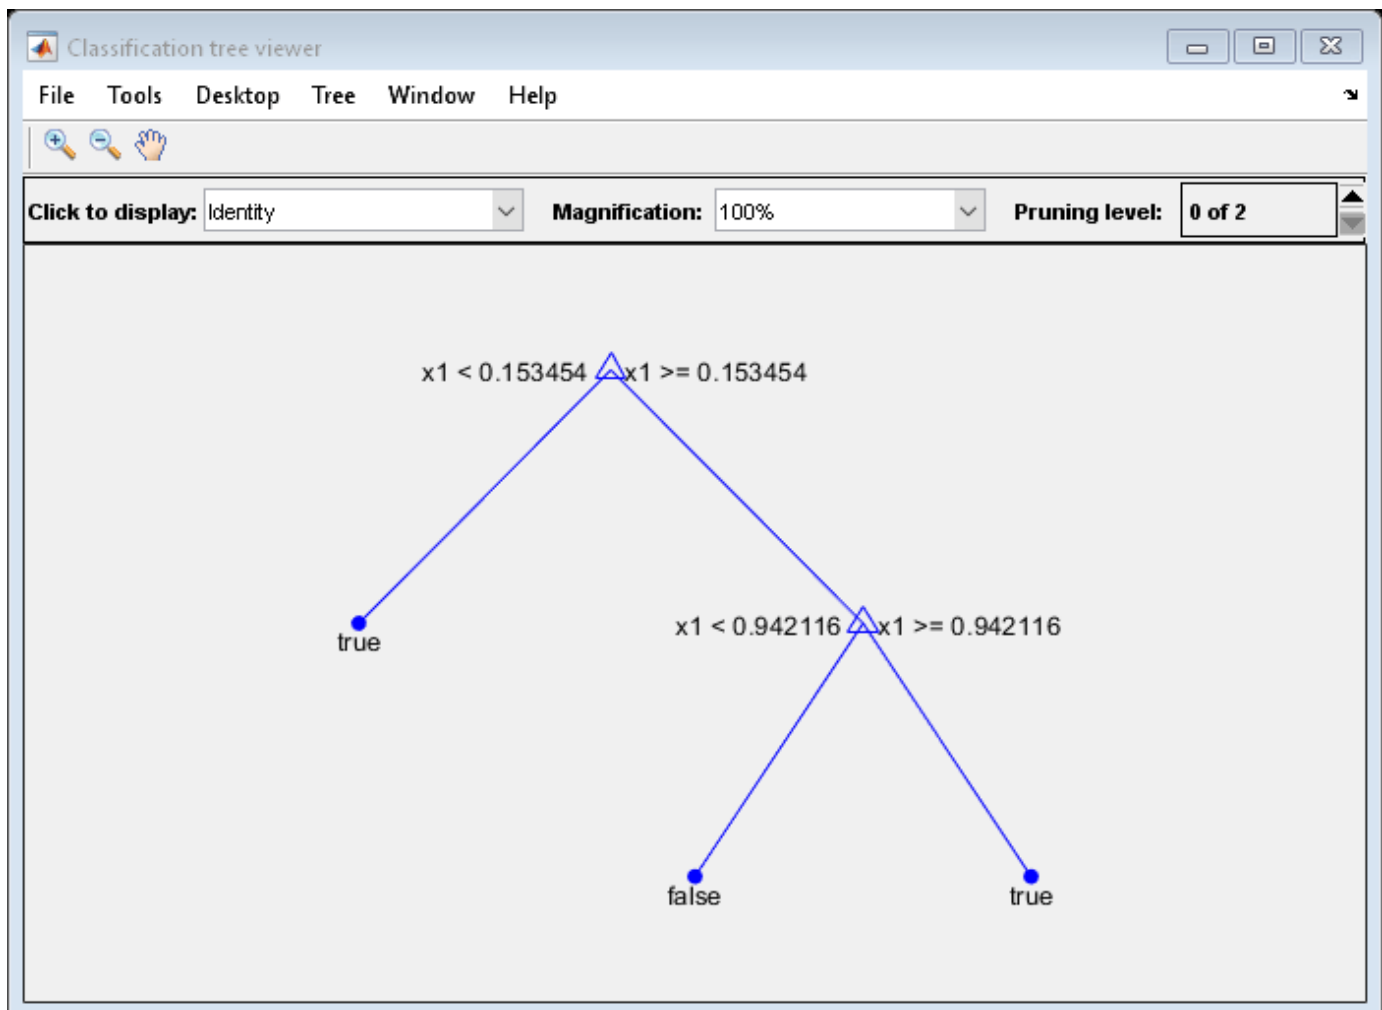 Classification tree viewer
File Tools Desktop Tree Window Help
Click to display: Identity Magnification: 100% Pruning level: 0 of 2
x1 < 0.153454 x1 >= 0.153454
true
x1 < 0.942116 x1 >= 0.942116
false true